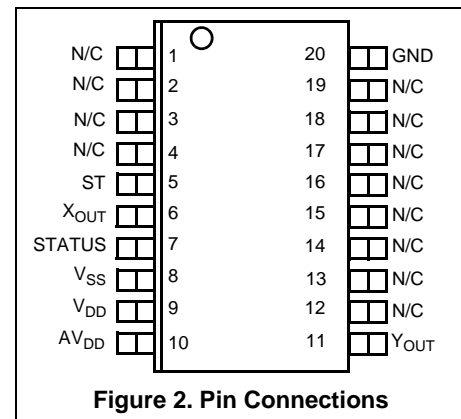 N/C 1 20 GND
N/C 2 19 N/C
N/C 3 18 N/C
N/C 4 17 N/C
ST 5 16 N/C
XOUT 6 15 N/C
STATUS 7 14 N/C
VSS 8 13 N/C
VDD 9 12 N/C
AVDD 10 11 YOUT
Figure 2. Pin Connections